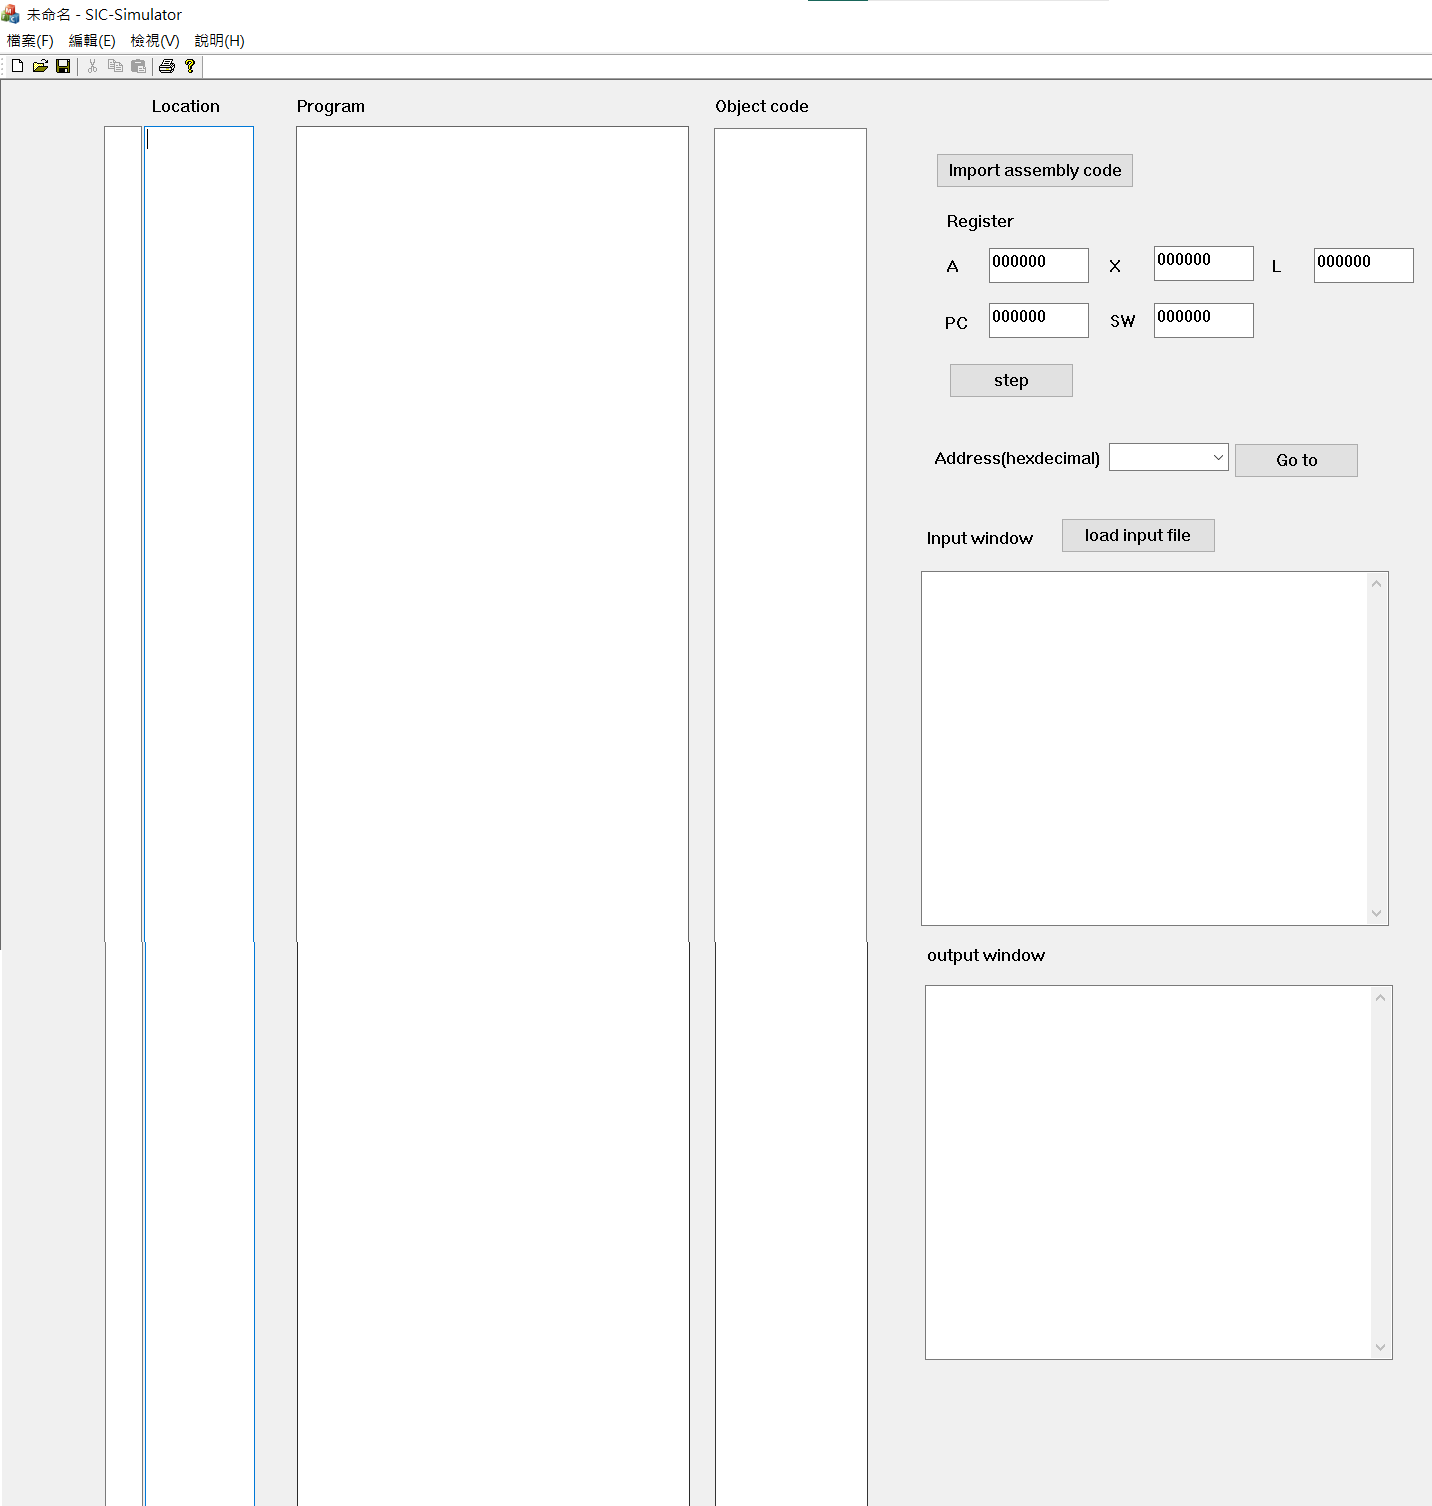 未命名 - SIC-Simulator
檔案(F) 編輯(E) 檢視(V) 說明(H)
Location Program Object code
Import assembly code
Register
A 000000 X 000000 L 000000
PC 000000 SW 000000
step
Address(hexdecimal) Go to
Input window load input file
output window